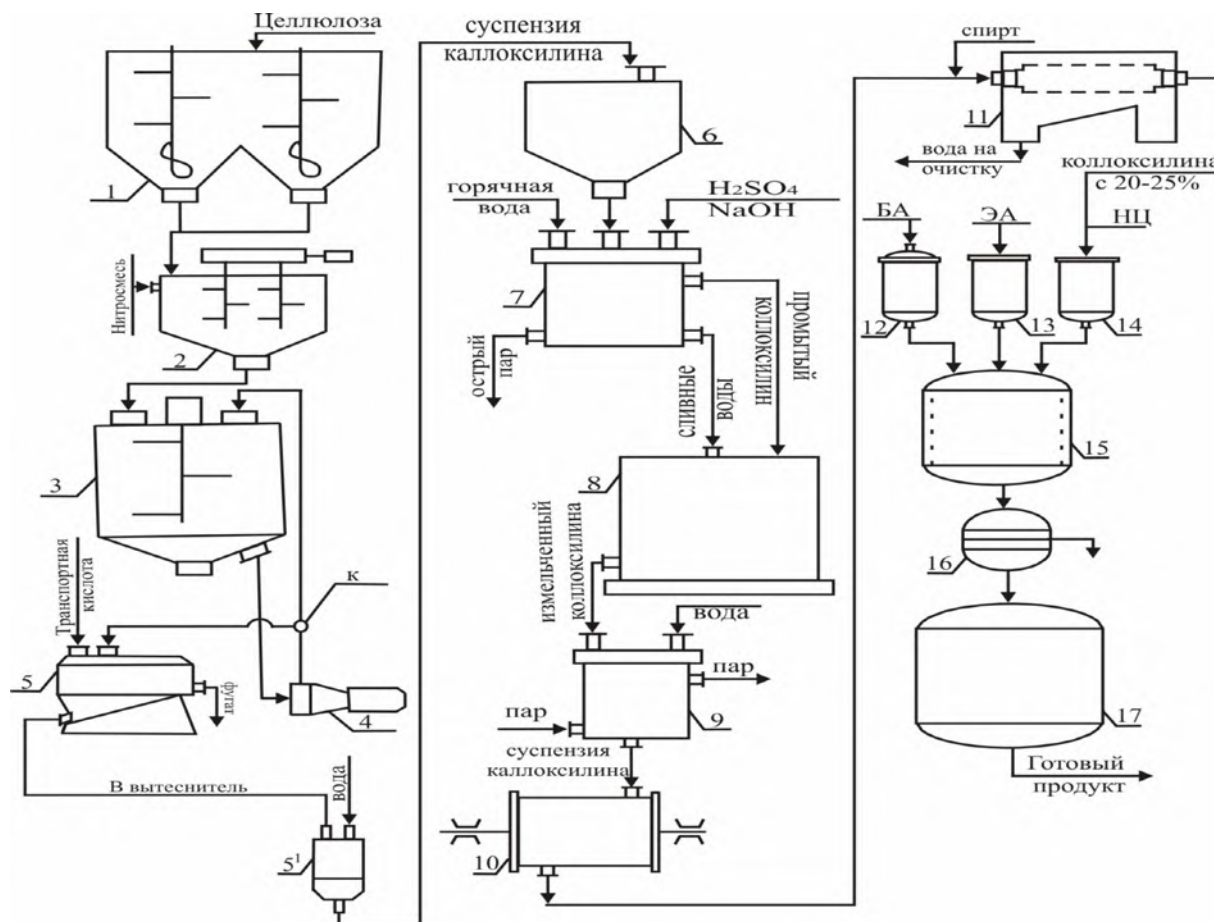 Целлюлоза
1
Нитросмесь
2
3
Транспортная
кислота
к
5
фугат
4
В вытеснитель
вода
5¹
суспензия
каллоксилина
6
горячная
вода
H₂SO₄
NaOH
7
острый
пар
сливные
воды
промытый
коллоксилин
8
измельченный
коллоксилина
вода
пар
пар
9
суспензия
каллоксилина
10
спирт
11
вода на
очистку
коллоксилина
с 20-25%
БА
ЭА
НЦ
12
13
14
15
16
17
Готовый
продукт